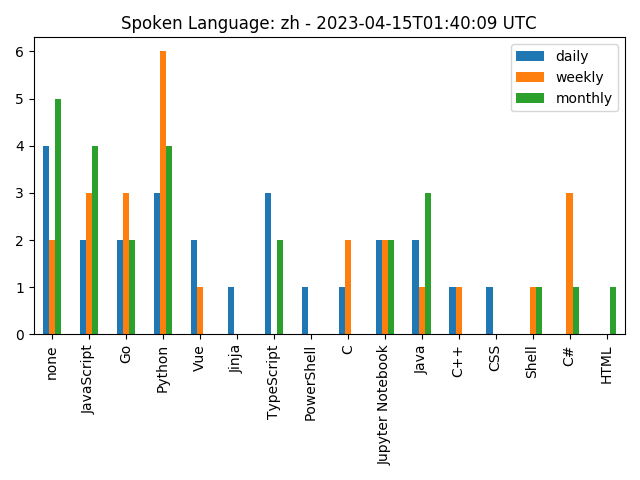 Spoken Language: zh - 2023-04-15T01:40:09 UTC
daily
weekly
monthly
6
5
4
3
2
1
0
none
JavaScript
Go
Python
Vue
Jinja
TypeScript
PowerShell
C
Jupyter Notebook
Java
C++
CSS
Shell
C#
HTML